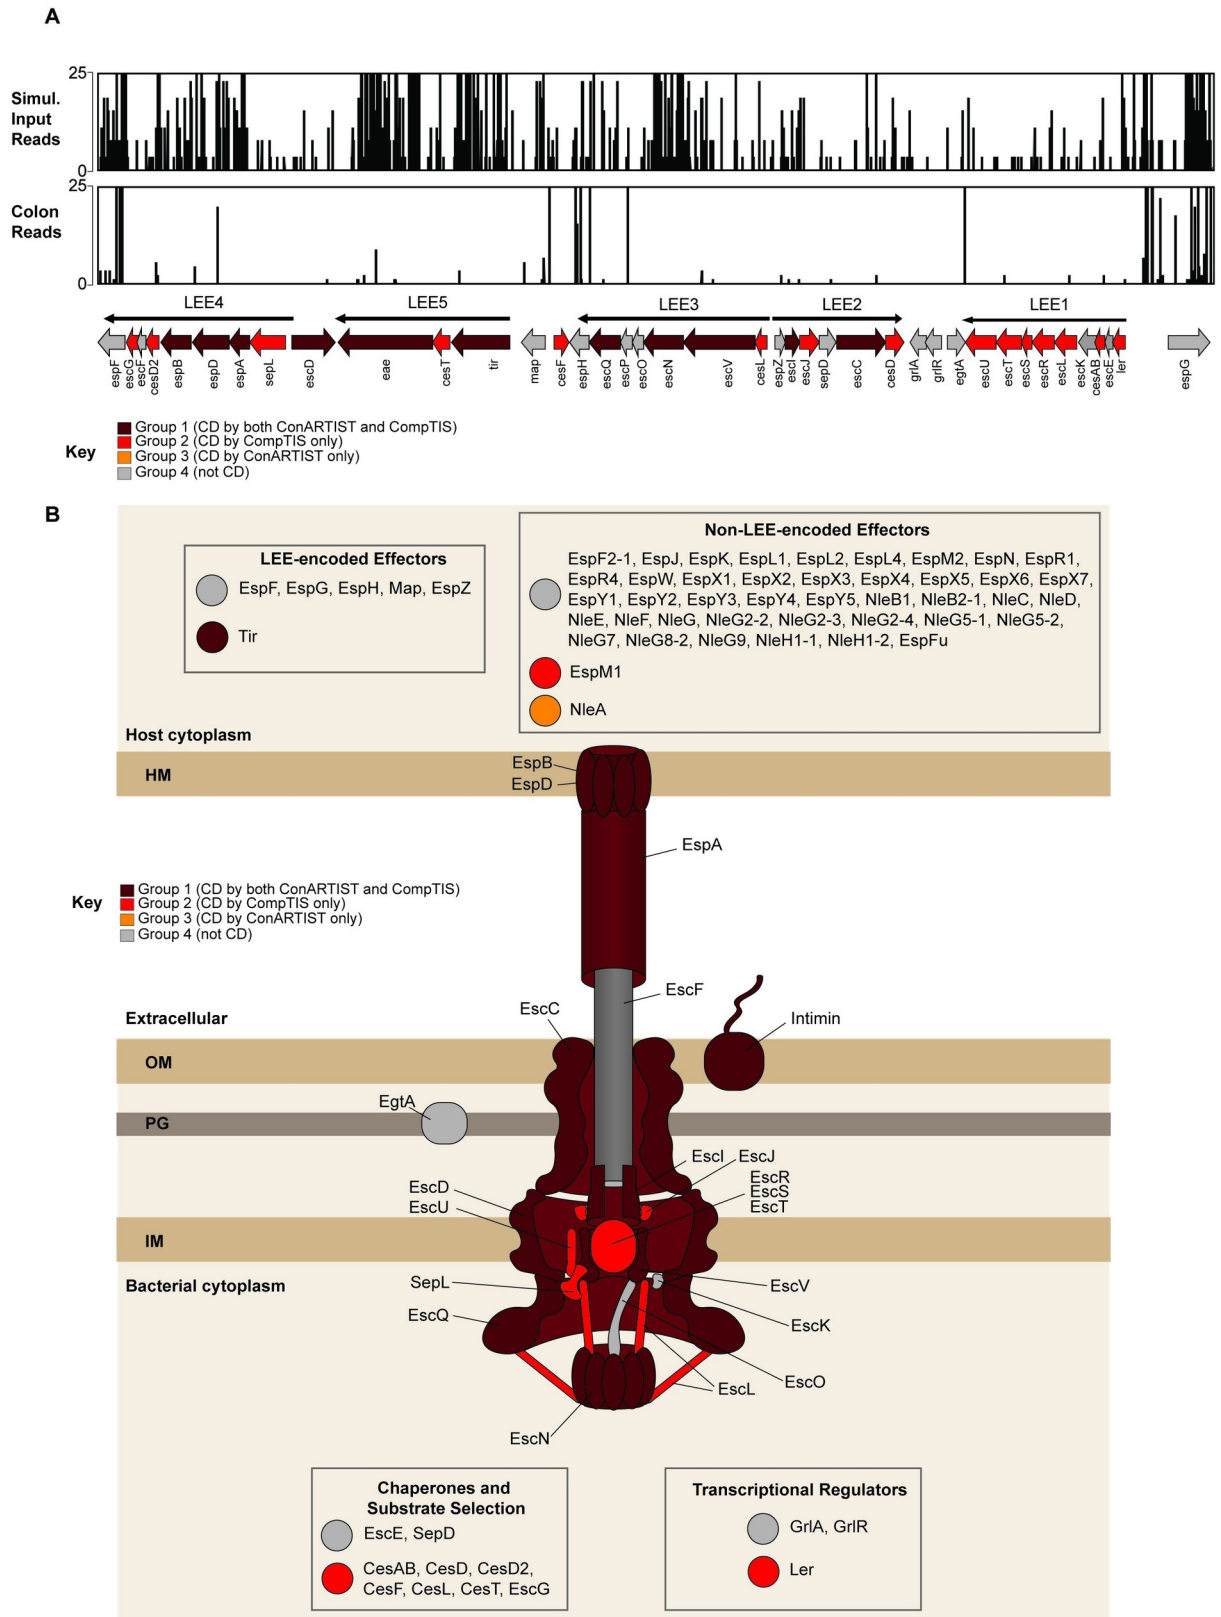 A
25
Simul.
Input
Reads
0
25
Colon
Reads
0
LEE4
LEE5
LEE3
LEE2
LEE1
espF
escG
escF
cesD2
espB
espD
espA
sepL
escD
eae
cesT
tir
map
cesF
espH
escQ
escP
escO
escN
escV
cesL
espZ
escI
escJ
sepD
escC
cesD
grlA
grlR
egtA
escU
escT
escS
escR
escL
escK
cesAB
escE
ler
espG
Key
Group 1 (CD by both ConARTIST and CompTIS)
Group 2 (CD by CompTIS only)
Group 3 (CD by ConARTIST only)
Group 4 (not CD)
B
LEE-encoded Effectors
EspF, EspG, EspH, Map, EspZ
Tir
Non-LEE-encoded Effectors
EspF2-1, EspJ, EspK, EspL1, EspL2, EspL4, EspM2, EspN, EspR1,
EspR4, EspW, EspX1, EspX2, EspX3, EspX4, EspX5, EspX6, EspX7,
EspY1, EspY2, EspY3, EspY4, EspY5, NleB1, NleB2-1, NleC, NleD,
NleE, NleF, NleG, NleG2-2, NleG2-3, NleG2-4, NleG5-1, NleG5-2,
NleG7, NleG8-2, NleG9, NleH1-1, NleH1-2, EspFu
EspM1
NleA
Host cytoplasm
HM
EspB
EspD
EspA
Key
Group 1 (CD by both ConARTIST and CompTIS)
Group 2 (CD by CompTIS only)
Group 3 (CD by ConARTIST only)
Group 4 (not CD)
EscF
EscC
Extracellular
Intimin
OM
EgtA
PG
EscI
EscJ
EscR
EscS
EscT
EscD
EscU
IM
Bacterial cytoplasm
SepL
EscV
EscQ
EscK
EscO
EscL
EscN
Chaperones and
Substrate Selection
EscE, SepD
CesAB, CesD, CesD2,
CesF, CesL, CesT, EscG
Transcriptional Regulators
GrlA, GrlR
Ler